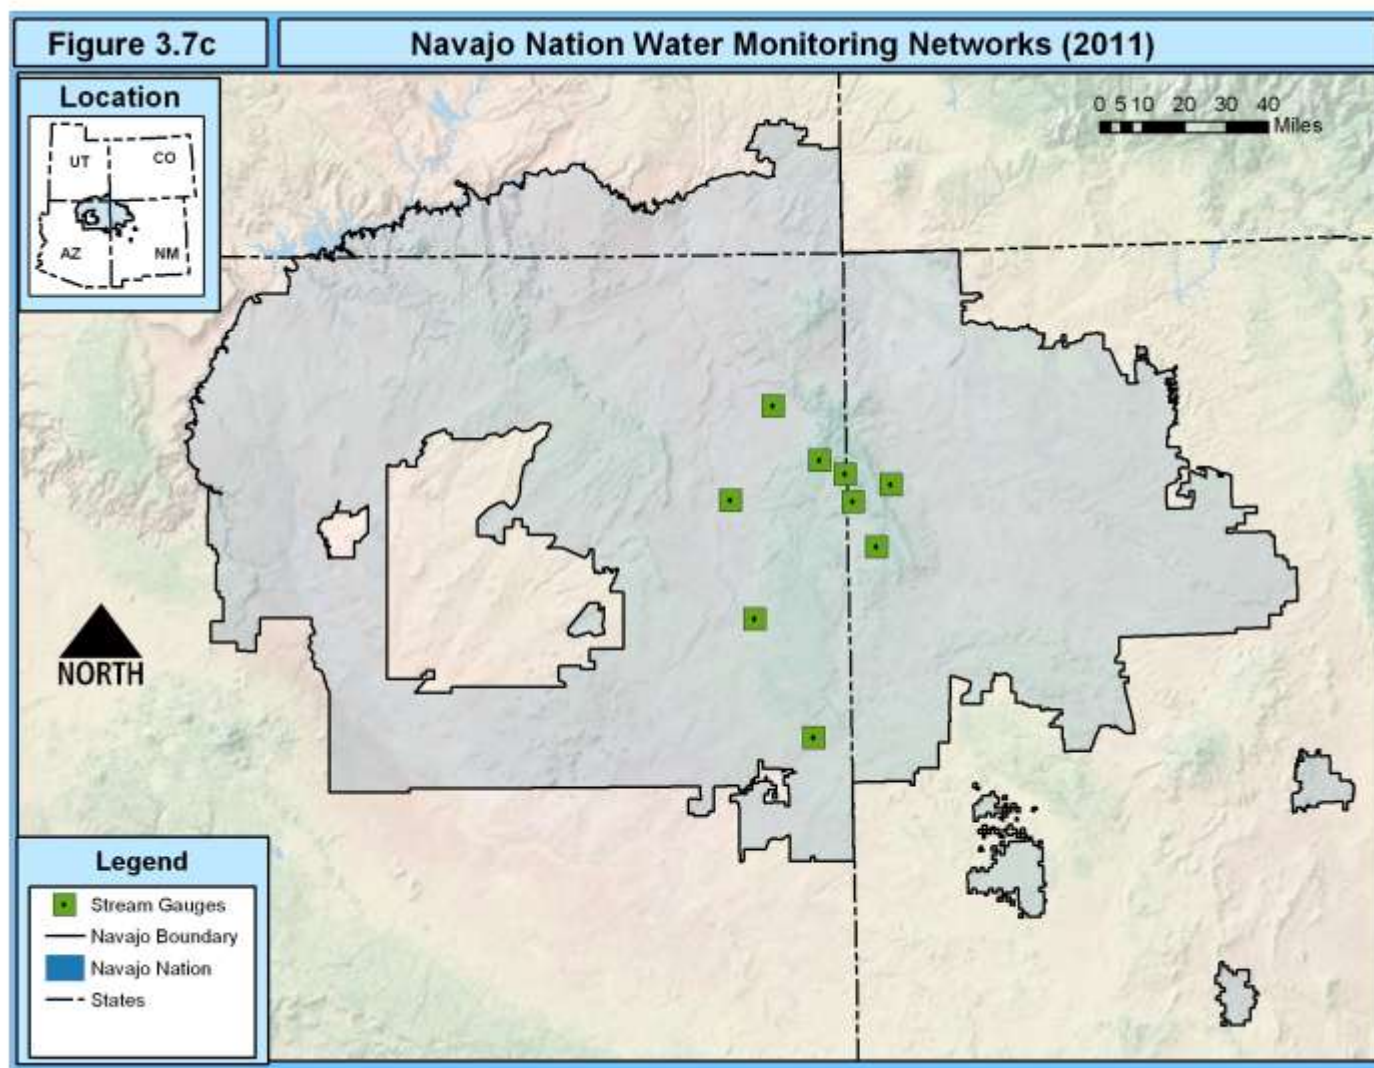 Figure 3.7c
Navajo Nation Water Monitoring Networks (2011)
Location
UT
CO
AZ
NM
0 5 10 20 30 40
Miles
NORTH
Legend
Stream Gauges
Navajo Boundary
Navajo Nation
States